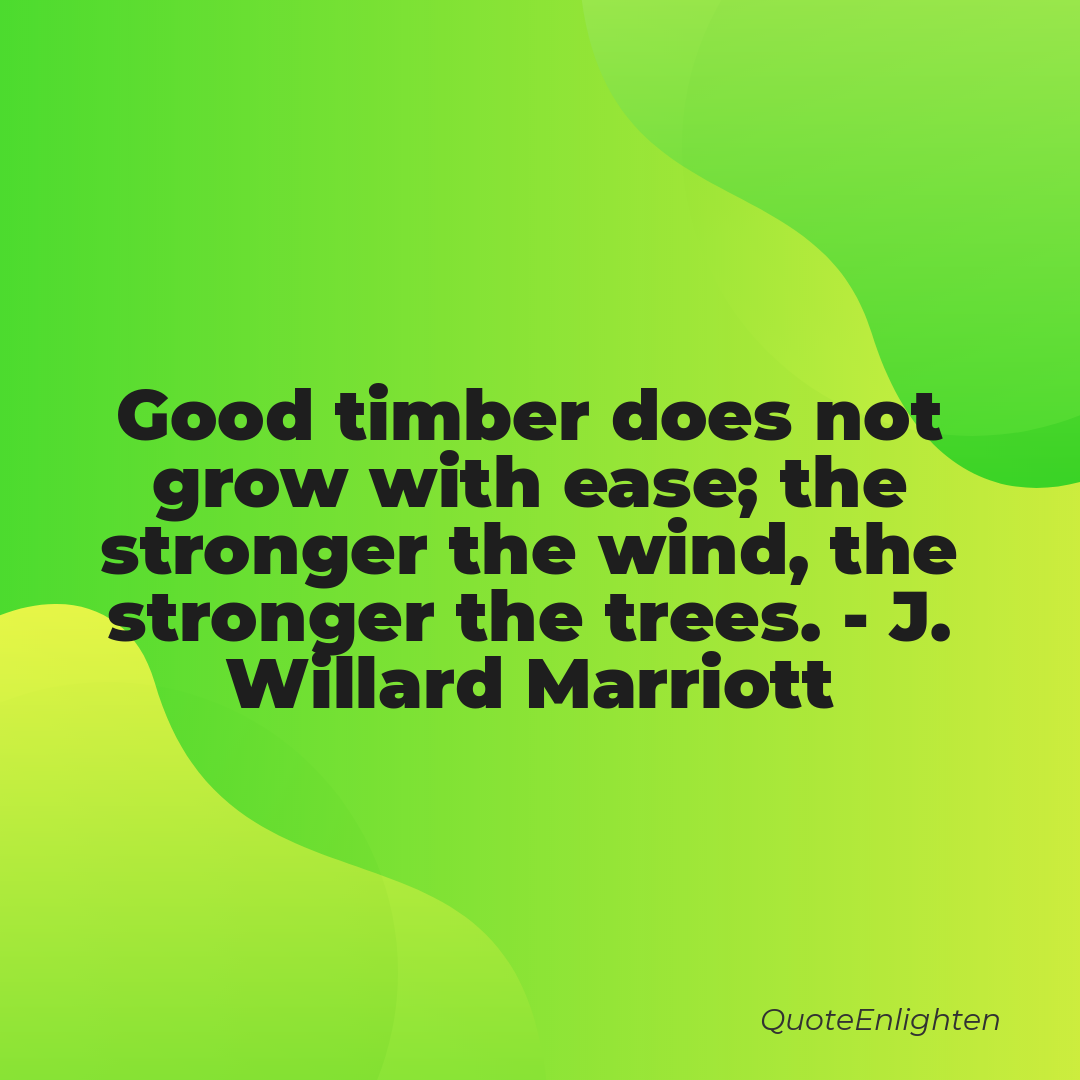 Good timber does not
grow with ease; the
stronger the wind, the
stronger the trees. - J.
Willard Marriott
QuoteEnlighten